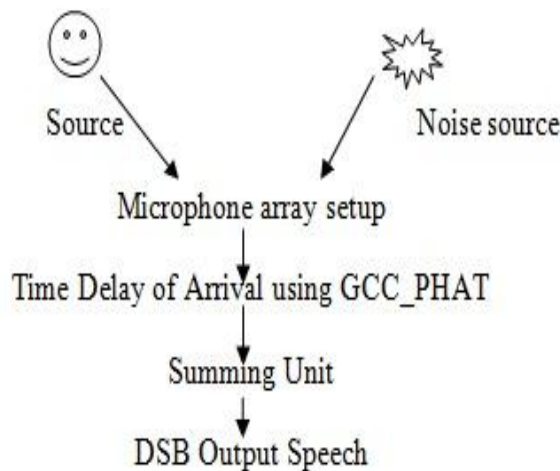 Source
Noise source
Microphone array setup
Time Delay of Arrival using GCC_PHAT
Summing Unit
DSB Output Speech